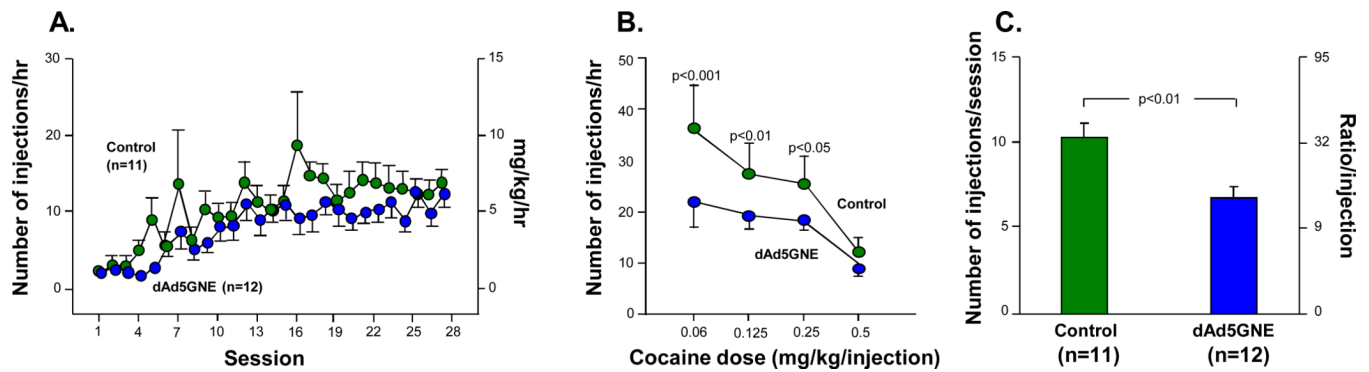 A.
Number of injections/hr
30
20
10
0
15
10
5
0
mg/kg/hr
Control
(n=11)
dAd5GNE (n=12)
1 4 7 10 13 16 19 22 25 28
Session
B.
Number of injections/hr
50
40
30
20
10
0
p<0.001
p<0.01
p<0.05
Control
dAd5GNE
0.06 0.125 0.25 0.5
Cocaine dose (mg/kg/injection)
C.
Number of injections/session
15
10
5
0
95
32
9
0
Ratio/injection
p<0.01
Control
(n=11)
dAd5GNE
(n=12)